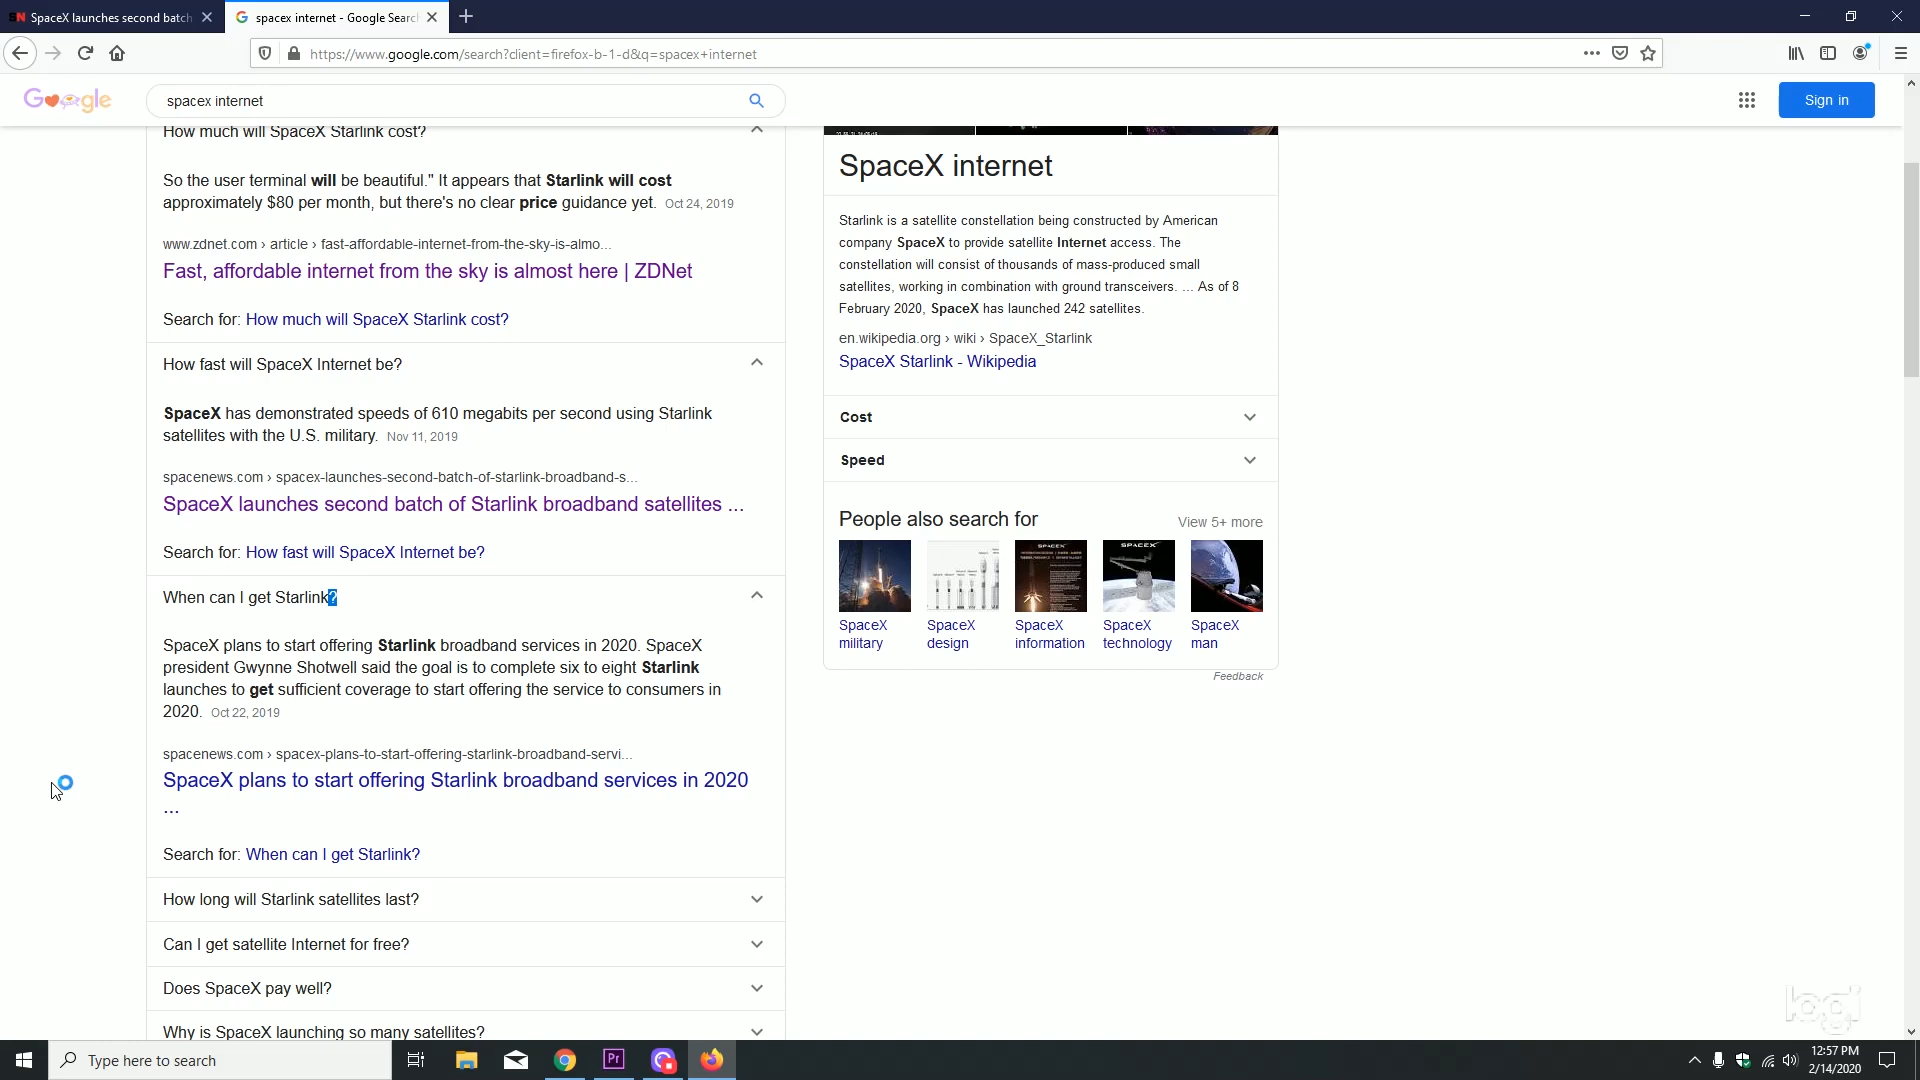 SN SpaceX launches second batch
spacex internet - Google Search
https://www.google.com/search?client=firefox-b-1-d&q=spacex+internet
Google
spacex internet
Sign in
How much will SpaceX Starlink cost?
So the user terminal will be beautiful." It appears that Starlink will cost
approximately $80 per month, but there's no clear price guidance yet. Oct 24, 2019
www.zdnet.com › article › fast-affordable-internet-from-the-sky-is-almo...
Fast, affordable internet from the sky is almost here | ZDNet
Search for: How much will SpaceX Starlink cost?
How fast will SpaceX Internet be?
SpaceX has demonstrated speeds of 610 megabits per second using Starlink
satellites with the U.S. military. Nov 11, 2019
spacenews.com › spacex-launches-second-batch-of-starlink-broadband-s...
SpaceX launches second batch of Starlink broadband satellites ...
Search for: How fast will SpaceX Internet be?
When can I get Starlink?
SpaceX plans to start offering Starlink broadband services in 2020. SpaceX
president Gwynne Shotwell said the goal is to complete six to eight Starlink
launches to get sufficient coverage to start offering the service to consumers in
2020. Oct 22, 2019
spacenews.com › spacex-plans-to-start-offering-starlink-broadband-servi...
SpaceX plans to start offering Starlink broadband services in 2020
...
Search for: When can I get Starlink?
How long will Starlink satellites last?
Can I get satellite Internet for free?
Does SpaceX pay well?
Why is SpaceX launching so many satellites?
SpaceX internet
Starlink is a satellite constellation being constructed by American
company SpaceX to provide satellite Internet access. The
constellation will consist of thousands of mass-produced small
satellites, working in combination with ground transceivers. ... As of 8
February 2020, SpaceX has launched 242 satellites.
en.wikipedia.org › wiki › SpaceX_Starlink
SpaceX Starlink - Wikipedia
Cost
Speed
People also search for
View 5+ more
SPACEX
SPACEX
SpaceX military
SpaceX design
SpaceX information
SpaceX technology
SpaceX man
Feedback
logi
Type here to search
Pr
12:57 PM
2/14/2020